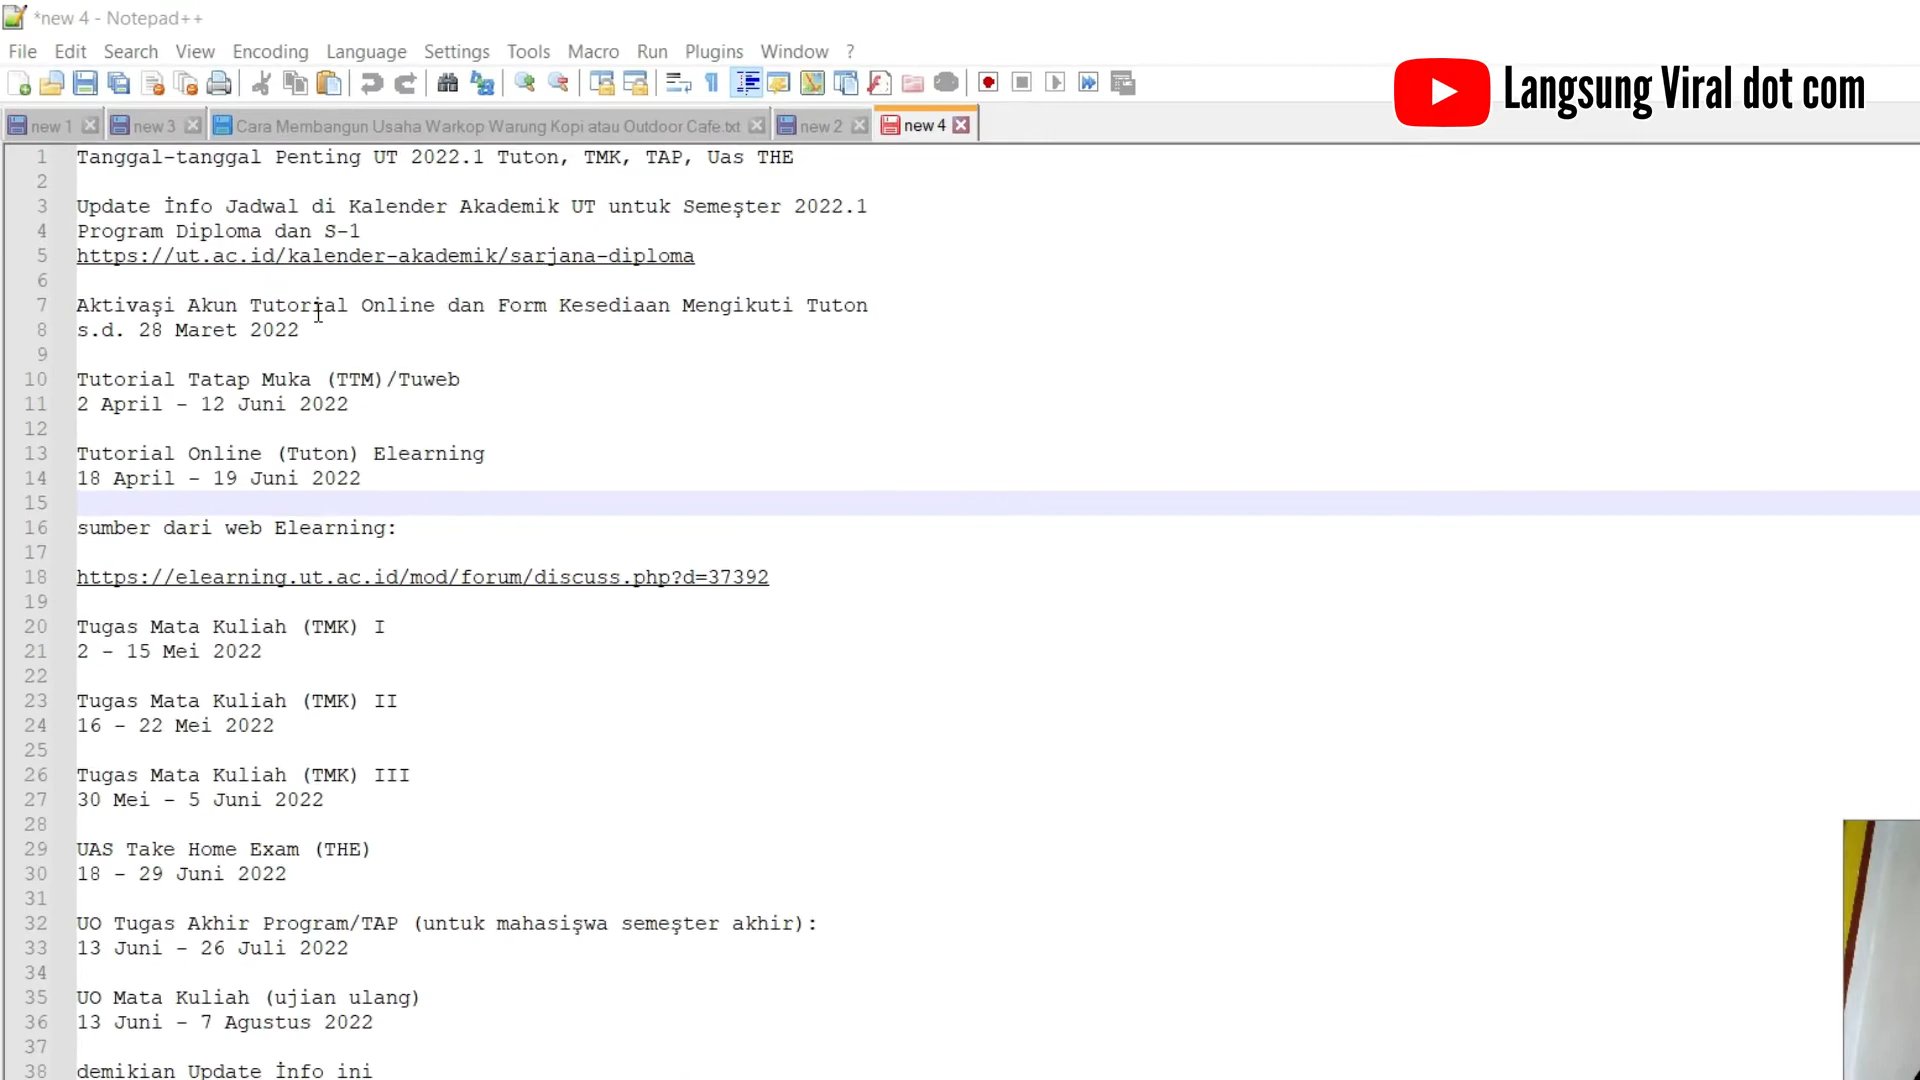 *new 4 - Notepad++
File Edit Search View Encoding Language Settings Tools Macro Run Plugins Window ?
Langsung Viral dot com
new 1 new 3 Cara Membangun Usaha Warkop Warung Kopi atau Outdoor Cafe.txt new 2 new 4
1 Tanggal-tanggal Penting UT 2022.1 Tuton, TMK, TAP, Uas THE
2
3 Update İnfo Jadwal di Kalender Akademik UT untuk Semeşter 2022.1
4 Program Diploma dan S-1
5 https://ut.ac.id/kalender-akademik/sarjana-diploma
6
7 Aktivaşi Akun Tutorial Online dan Form Kesediaan Mengikuti Tuton
8 s.d. 28 Maret 2022
9
10 Tutorial Tatap Muka (TTM)/Tuweb
11 2 April - 12 Juni 2022
12
13 Tutorial Online (Tuton) Elearning
14 18 April - 19 Juni 2022
15
16 sumber dari web Elearning:
17
18 https://elearning.ut.ac.id/mod/forum/discuss.php?d=37392
19
20 Tugas Mata Kuliah (TMK) I
21 2 - 15 Mei 2022
22
23 Tugas Mata Kuliah (TMK) II
24 16 - 22 Mei 2022
25
26 Tugas Mata Kuliah (TMK) III
27 30 Mei - 5 Juni 2022
28
29 UAS Take Home Exam (THE)
30 18 - 29 Juni 2022
31
32 UO Tugas Akhir Program/TAP (untuk mahasişwa semeşter akhir):
33 13 Juni - 26 Juli 2022
34
35 UO Mata Kuliah (ujian ulang)
36 13 Juni - 7 Agustus 2022
37
38 demikian Update İnfo ini